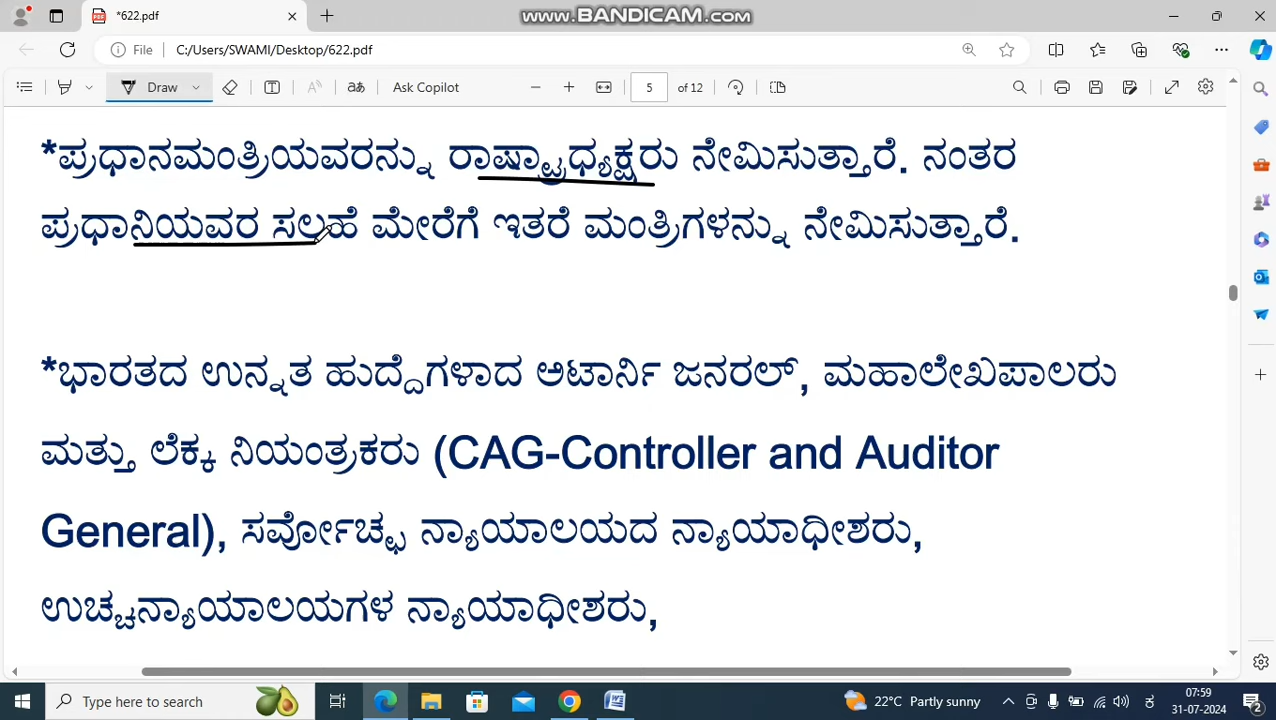 *622.pdf
www.BANDICAM.com
File C:/Users/SWAMI/Desktop/622.pdf
Draw aあ Ask Copilot 5 of 12
*ಪ್ರಧಾನಮಂತ್ರಿಯವರನ್ನು ರಾಷ್ಟ್ರಾಧ್ಯಕ್ಷರು ನೇಮಿಸುತ್ತಾರೆ. ನಂತರ
ಪ್ರಧಾನಿಯವರ ಸಲಹೆ ಮೇರೆಗೆ ಇತರೆ ಮಂತ್ರಿಗಳನ್ನು ನೇಮಿಸುತ್ತಾರೆ.
*ಭಾರತದ ಉನ್ನತ ಹುದ್ದೆಗಳಾದ ಅಟಾರ್ನಿ ಜನರಲ್, ಮಹಾಲೇಖಪಾಲರು
ಮತ್ತು ಲೆಕ್ಕ ನಿಯಂತ್ರಕರು (CAG-Controller and Auditor
General), ಸರ್ವೋಚ್ಛ ನ್ಯಾಯಾಲಯದ ನ್ಯಾಯಾಧೀಶರು,
ಉಚ್ಚನ್ಯಾಯಾಲಯಗಳ ನ್ಯಾಯಾಧೀಶರು,
Type here to search
22°C Partly sunny
ಕ
07:59
31-07-2024
2